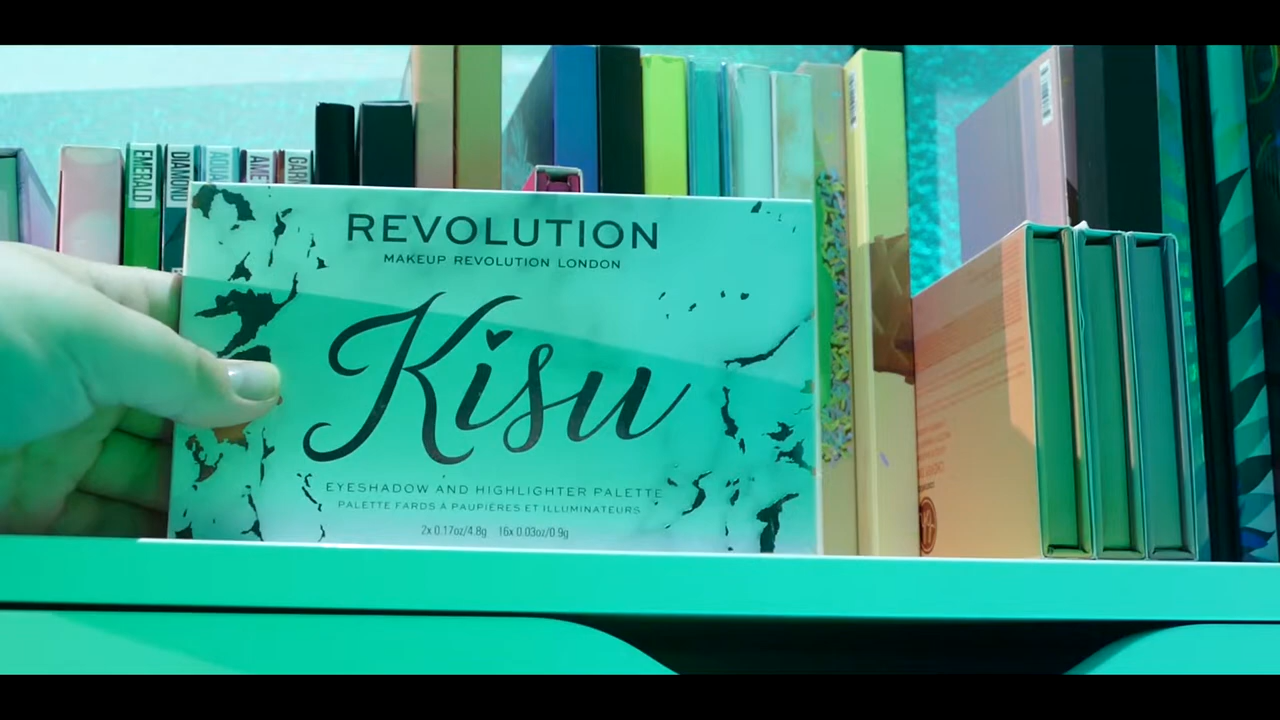 EMERALD
DIAMOND
REVOLUTION
MAKEUP REVOLUTION LONDON
Kisu
EYESHADOW AND HIGHLIGHTER PALETTE
PALETTE FARDS À PAUPIÈRES ET ILLUMINATEURS
2x 0.17oz/4.8g 16x 0.03oz/0.9g